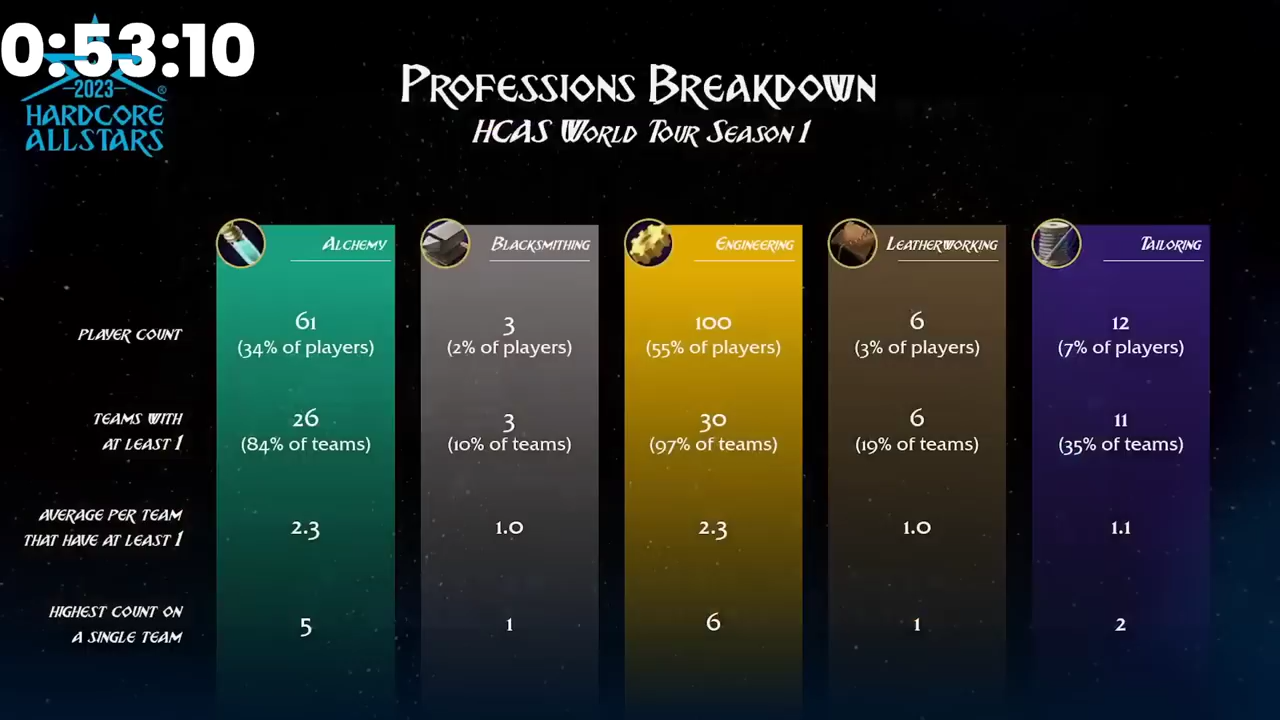 0:53:10
2023
®
HARDCORE
ALLSTARS
PROFESSIONS BREAKDOWN
HCAS WORLD TOUR SEASON 1
ALCHEMY
BLACKSMITHING
ENGINEERING
LEATHERWORKING
TAILORING
PLAYER COUNT
61
(34% of players)
3
(2% of players)
100
(55% of players)
6
(3% of players)
12
(7% of players)
TEAMS WITH
AT LEAST 1
26
(84% of teams)
3
(10% of teams)
30
(97% of teams)
6
(19% of teams)
11
(35% of teams)
AVERAGE PER TEAM
THAT HAVE AT LEAST 1
2.3
1.0
2.3
1.0
1.1
HIGHEST COUNT ON
A SINGLE TEAM
5
1
6
1
2